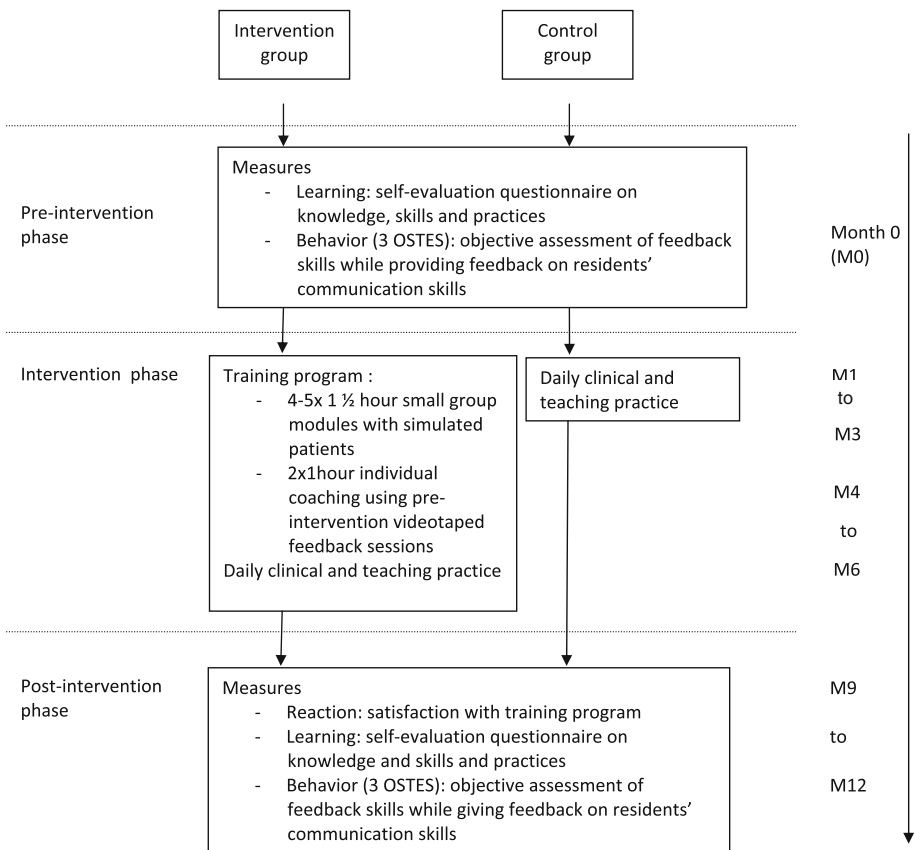 Intervention
group
Control
group
Pre-intervention
phase
Measures
- Learning: self-evaluation questionnaire on
knowledge, skills and practices
- Behavior (3 OSTES): objective assessment of feedback
skills while providing feedback on residents’
communication skills
Month 0
(M0)
Intervention phase
Training program :
- 4-5x 1 ½ hour small group
modules with simulated
patients
- 2x1hour individual
coaching using pre-
intervention videotaped
feedback sessions
Daily clinical and teaching practice
Daily clinical and
teaching practice
M1
to
M3
M4
to
M6
Post-intervention
phase
Measures
- Reaction: satisfaction with training program
- Learning: self-evaluation questionnaire on
knowledge and skills and practices
- Behavior (3 OSTES): objective assessment of
feedback skills while giving feedback on residents’
communication skills
M9
to
M12